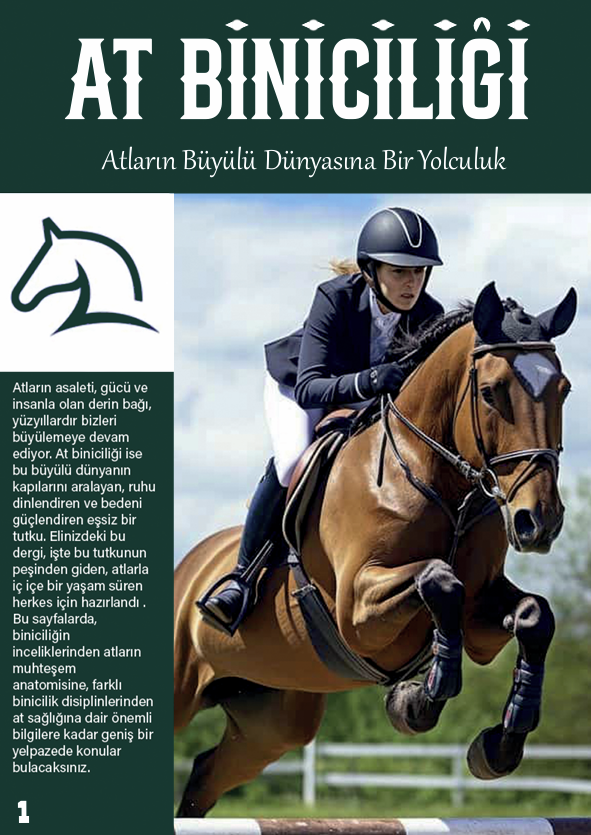 AT BİNİCİLİĞİ
Atların Büyülü Dünyasına Bir Yolculuk
Atların asaleti, gücü ve
insanla olan derin bağı,
yüzyıllardır bizleri
büyülemeye devam
ediyor. At biniciliği ise
bu büyülü dünyanın
kapılarını aralayan, ruhu
dinlendiren ve bedeni
güçlendiren eşsiz bir
tutku. Elinizdeki bu
dergi, işte bu tutkunun
peşinden giden, atlarla
iç içe bir yaşam süren
herkes için hazırlandı .
Bu sayfalarda,
biniciliğin
inceliklerinden atların
muhteşem
anatomisine, farklı
binicilik disiplinlerinden
at sağlığına dair önemli
bilgilere kadar geniş bir
yelpazede konular
bulacaksınız.
1